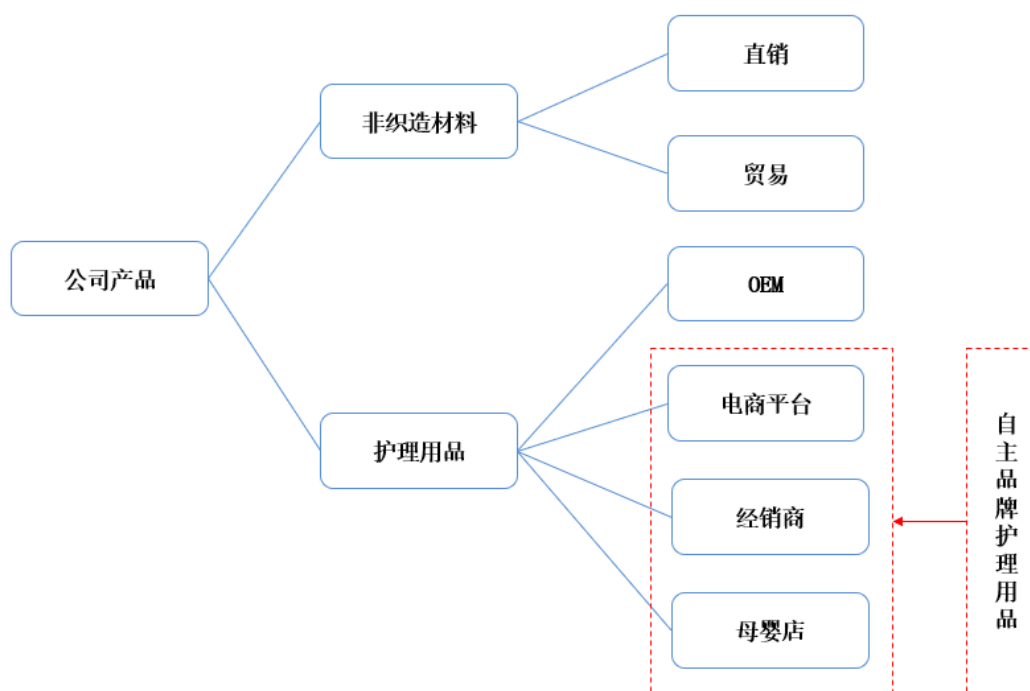 公司产品
非织造材料
直销
贸易
护理用品
OEM
电商平台
经销商
母婴店
自主品牌护理用品